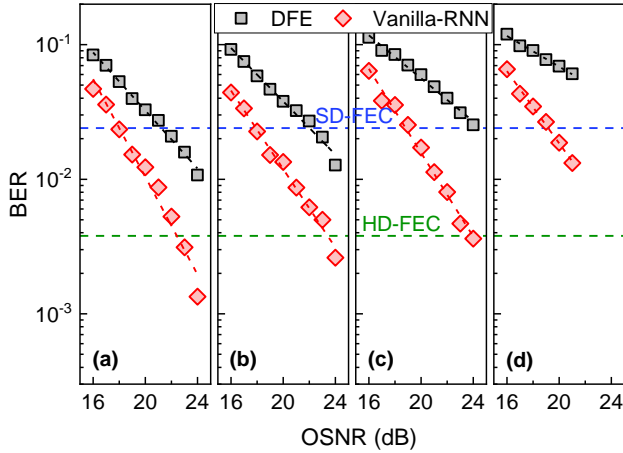 DFE Vanilla-RNN
10⁻¹
SD-FEC
10⁻²
BER
HD-FEC
10⁻³
(a) (b) (c) (d)
16 20 24 16 20 24 16 20 24 16 20 24
OSNR (dB)